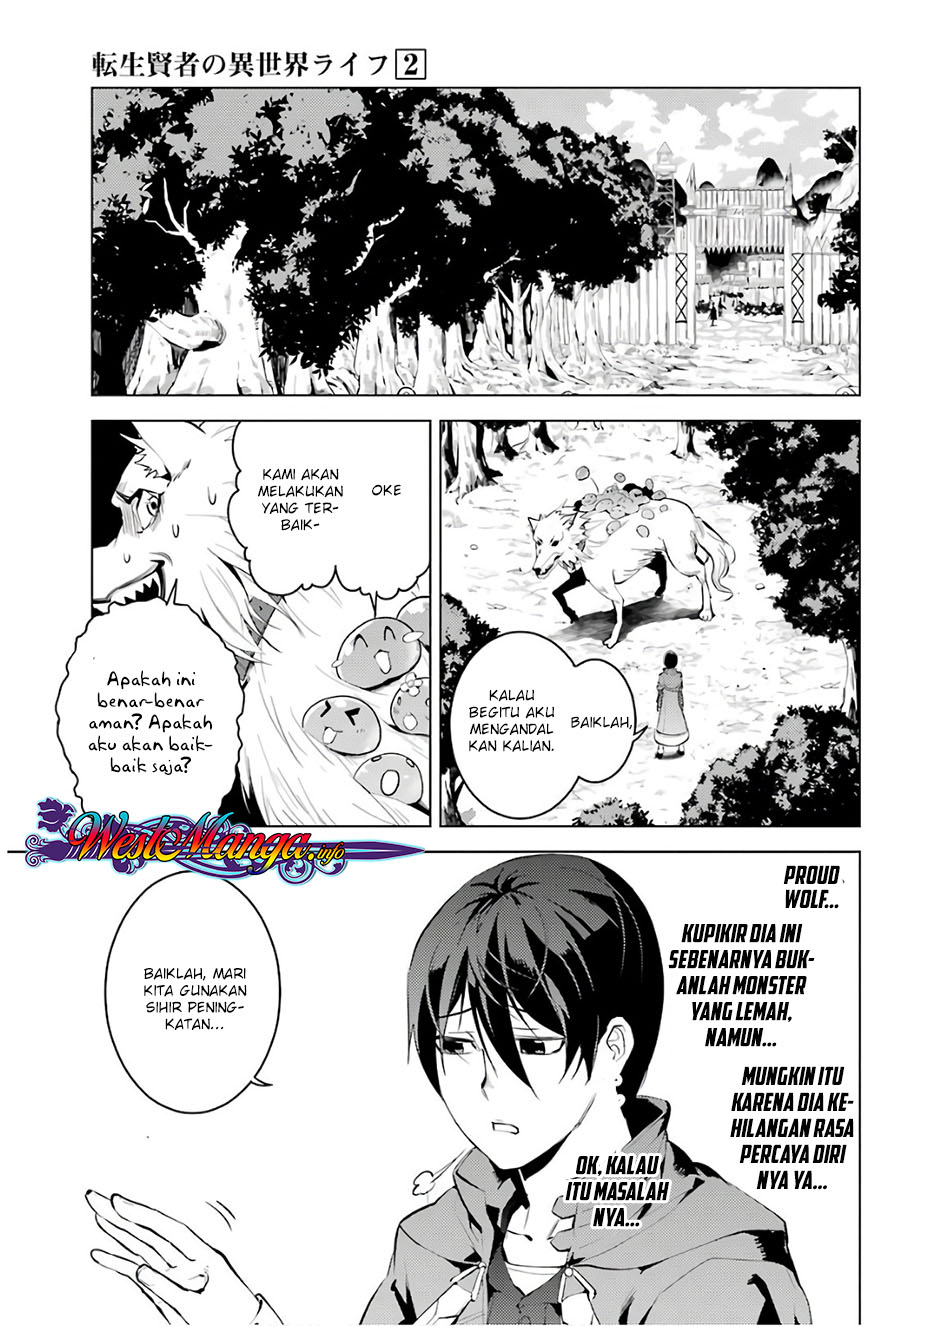 転生賢者の異世界ライフ 2
BAIKLAH,
KALAU
BEGITU AKU
MENGANDAL
KAN KALIAN.
OKE
KAMI AKAN
MELAKUKAN
YANG TER-
BAIK-
Apakah ini
benar-benar
aman? Apakah
aku akan baik-
baik saja?
WestManga.info
PROUD
WOLF...
KUPIKIR DIA INI
SEBENARNYA BUK-
ANLAH MONSTER
YANG LEMAH,
NAMUN...
MUNGKIN ITU
KARENA DIA KE-
HILANGAN RASA
PERCAYA DIRI
NYA YA...
OK, KALAU
ITU MASALAH
NYA...
BAIKLAH, MARI
KITA GUNAKAN
SIHIR PENING-
KATAN...